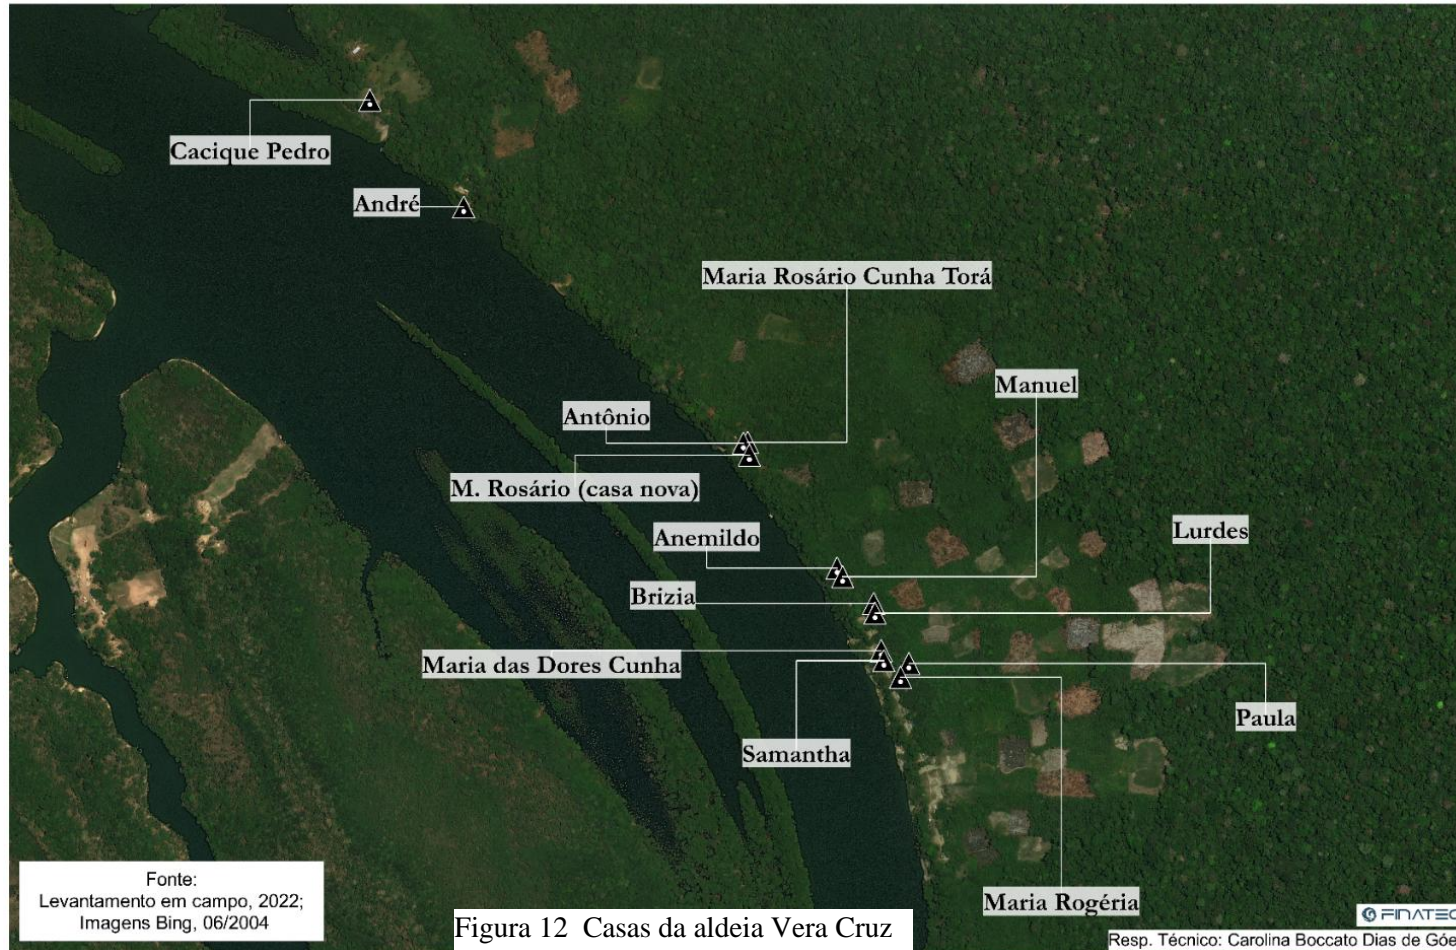 Cacique Pedro
André
Maria Rosário Cunha Torá
Manuel
Antônio
M. Rosário (casa nova)
Anemildo
Lurdes
Brizia
Maria das Dores Cunha
Paula
Samantha
Maria Rogéria
Fonte:
Levantamento em campo, 2022;
Imagens Bing, 06/2004
Figura 12 Casas da aldeia Vera Cruz
FINATEC
Resp. Técnico: Carolina Boccato Dias de Góe